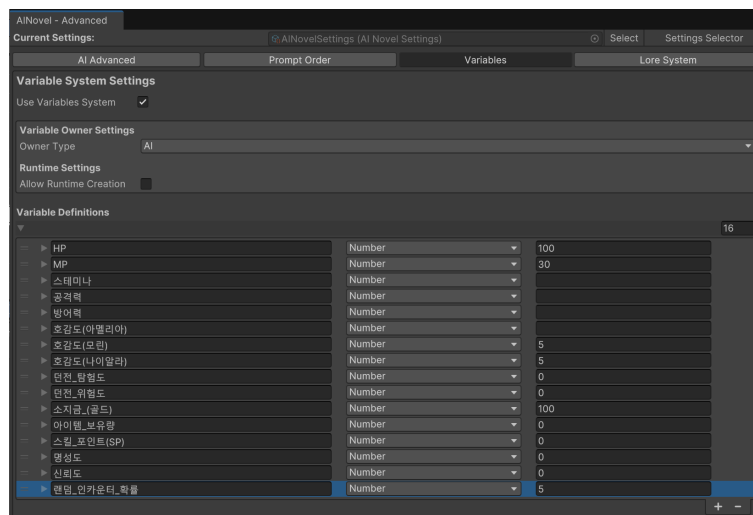 AINovel - Advanced
Current Settings: AINovelSettings (AI Novel Settings) Select Settings Selector
AI Advanced Prompt Order Variables Lore System
Variable System Settings
Use Variables System
Variable Owner Settings
Owner Type AI
Runtime Settings
Allow Runtime Creation
Variable Definitions
16
HP Number 100
MP Number 30
스테미나 Number
공격력 Number
방어력 Number
호감도(아멜리아) Number
호감도(모린) Number 5
호감도(나이알라) Number 5
던전_탐험도 Number 0
던전_위험도 Number 0
소지금_(골드) Number 100
아이템_보유량 Number 0
스킬_포인트(SP) Number 0
명성도 Number 0
신뢰도 Number 0
랜덤_인카운터_확률 Number 5
+ -